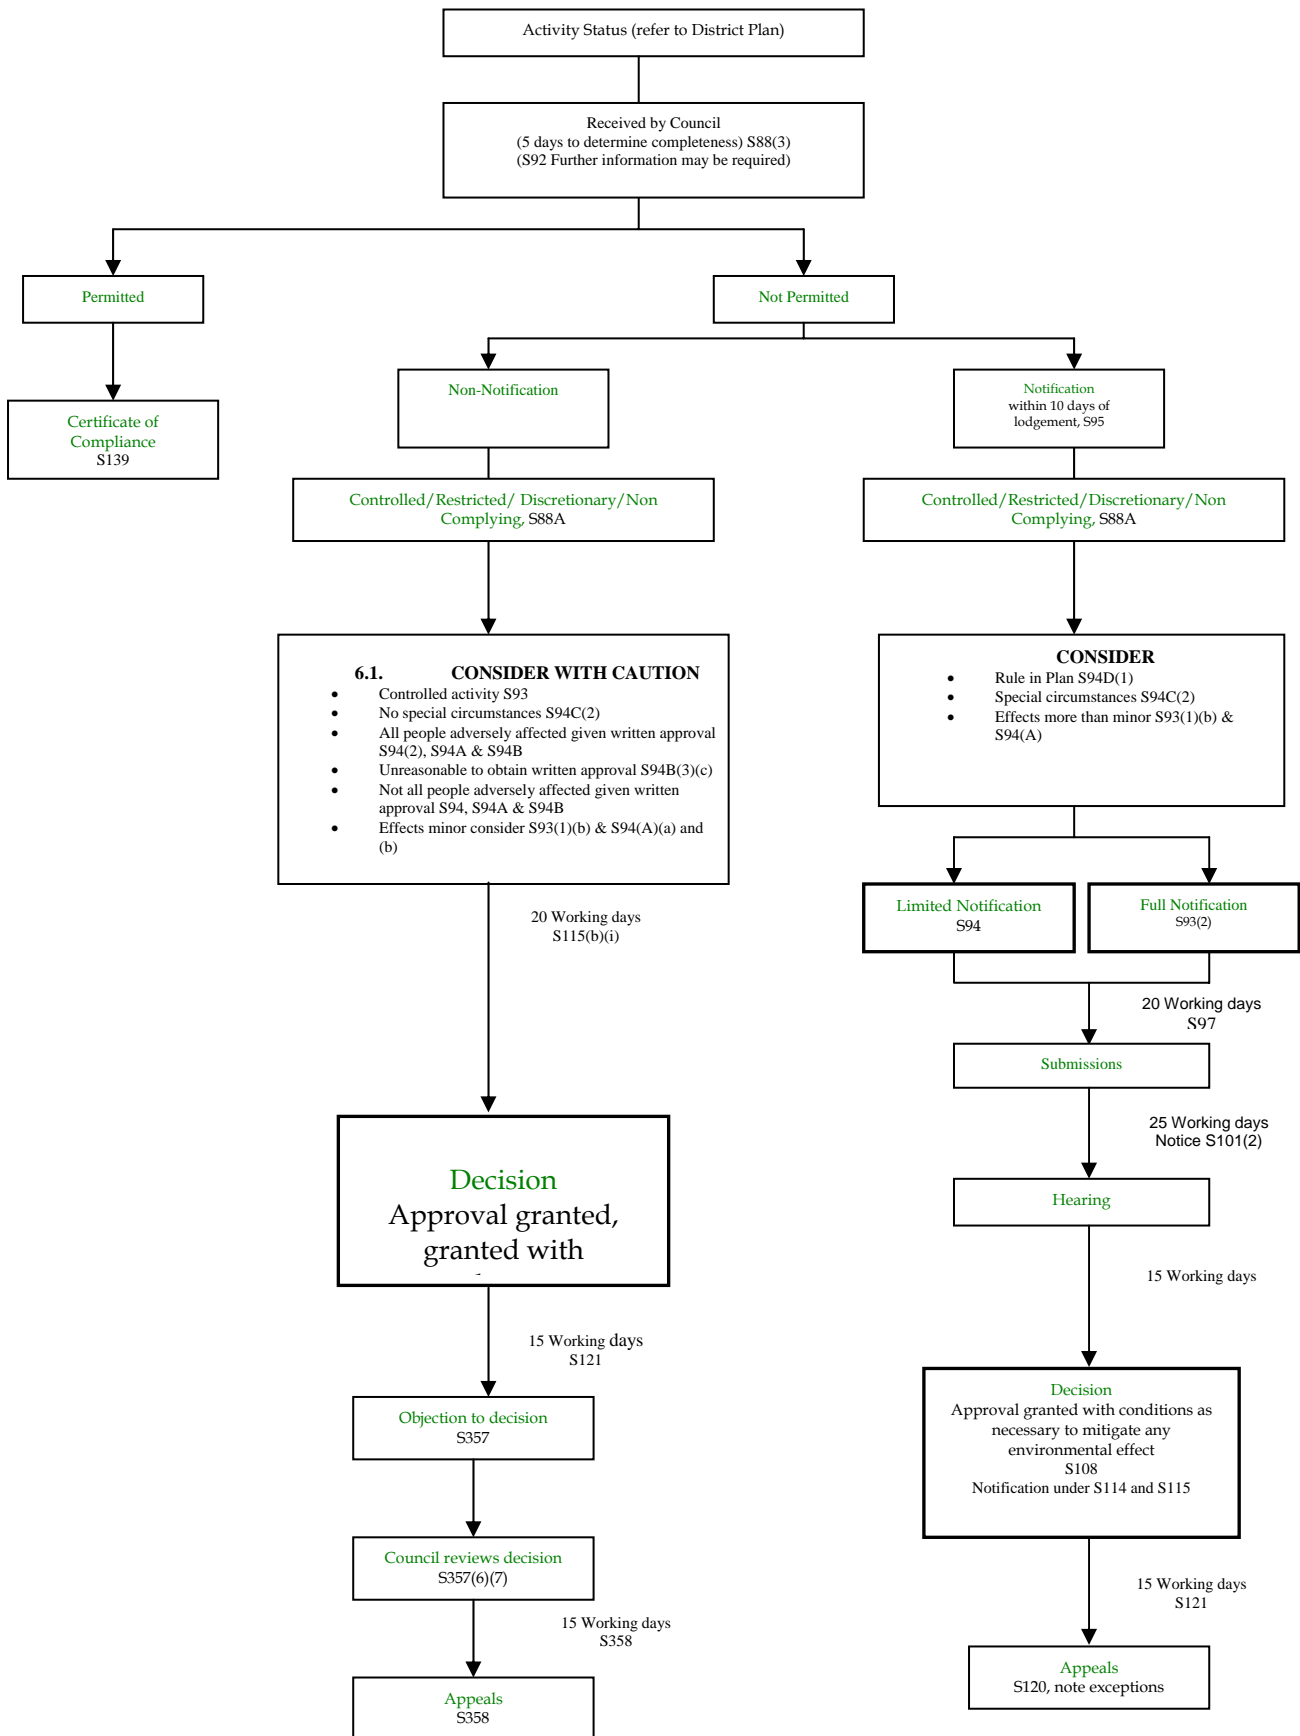 Activity Status (refer to District Plan)
Received by Council
(5 days to determine completeness) S88(3)
(S92 Further information may be required)
Permitted
Not Permitted
Certificate of
Compliance
S139
Non-Notification
Notification
within 10 days of
lodgement, S95
Controlled/Restricted/ Discretionary/Non
Complying, S88A
Controlled/Restricted/Discretionary/Non
Complying, S88A
6.1. CONSIDER WITH CAUTION
• Controlled activity S93
• No special circumstances S94C(2)
• All people adversely affected given written approval
S94(2), S94A & S94B
• Unreasonable to obtain written approval S94B(3)(c)
• Not all people adversely affected given written
approval S94, S94A & S94B
• Effects minor consider S93(1)(b) & S94(A)(a) and
(b)
CONSIDER
• Rule in Plan S94D(1)
• Special circumstances S94C(2)
• Effects more than minor S93(1)(b) &
S94(A)
Limited Notification
S94
Full Notification
S93(2)
20 Working days
S115(b)(i)
20 Working days
S97
Submissions
25 Working days
Notice S101(2)
Hearing
15 Working days
Decision
Approval granted,
granted with
15 Working days
S121
Objection to decision
S357
Council reviews decision
S357(6)(7)
15 Working days
S358
Appeals
S358
Decision
Approval granted with conditions as
necessary to mitigate any
environmental effect
S108
Notification under S114 and S115
15 Working days
S121
Appeals
S120, note exceptions